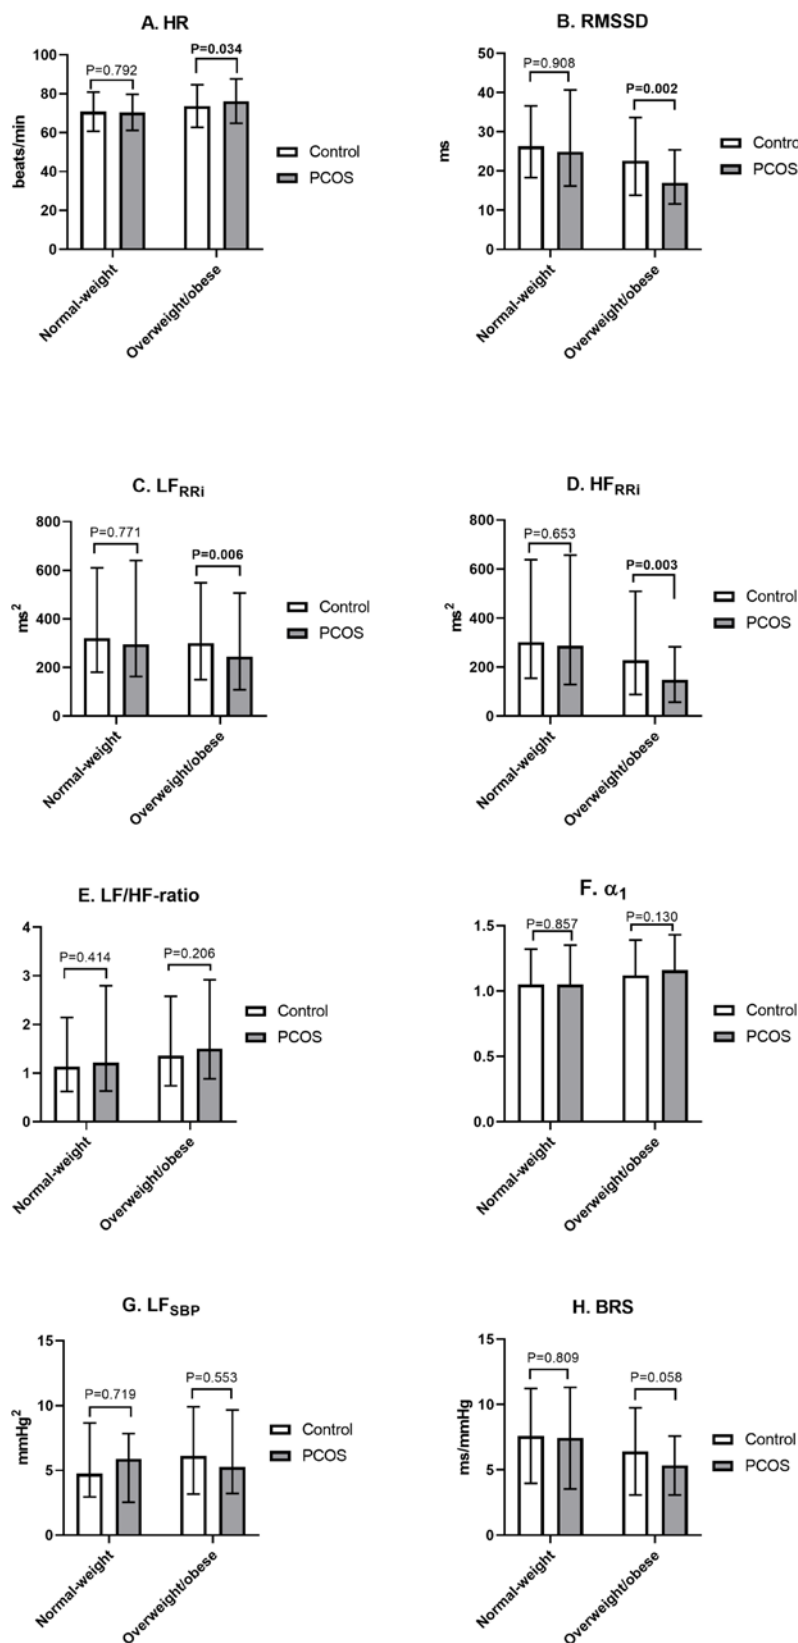 A. HR
P=0.792
P=0.034
100
80
60
40
20
0
beats/min
Normal-weight
Overweight/obese
Control
PCOS
B. RMSSD
P=0.908
P=0.002
50
40
30
20
10
0
ms
Normal-weight
Overweight/obese
Control
PCOS
C. LFRRi
P=0.771
P=0.006
800
600
400
200
0
ms2
Normal-weight
Overweight/obese
Control
PCOS
D. HFRRi
P=0.653
P=0.003
800
600
400
200
0
ms2
Normal-weight
Overweight/obese
Control
PCOS
E. LF/HF-ratio
P=0.414
P=0.206
4
3
2
1
0
Normal-weight
Overweight/obese
Control
PCOS
F. α1
P=0.857
P=0.130
1.5
1.0
0.5
0.0
Normal-weight
Overweight/obese
Control
PCOS
G. LFSBP
P=0.719
P=0.553
15
10
5
0
mmHg2
Normal-weight
Overweight/obese
Control
PCOS
H. BRS
P=0.809
P=0.058
15
10
5
0
ms/mmHg
Normal-weight
Overweight/obese
Control
PCOS